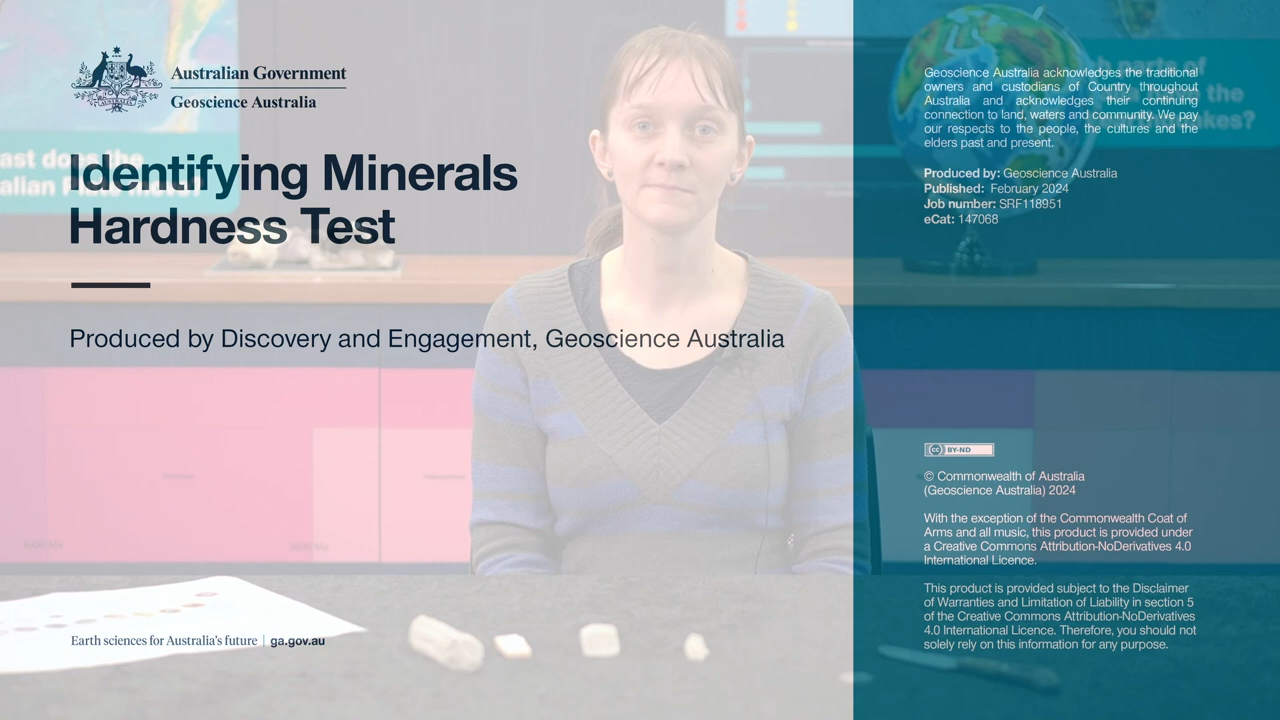 Australian Government
Geoscience Australia
Identifying Minerals
Hardness Test
Produced by Discovery and Engagement, Geoscience Australia
Earth sciences for Australia's future | ga.gov.au
Geoscience Australia acknowledges the traditional
owners and custodians of Country throughout
Australia and acknowledges their continuing
connection to land, waters and community. We pay
our respects to the people, the cultures and the
elders past and present.
Produced by: Geoscience Australia
Published: February 2024
Job number: SRF118951
eCat: 147068
cc BY-ND
© Commonwealth of Australia
(Geoscience Australia) 2024
With the exception of the Commonwealth Coat of
Arms and all music, this product is provided under
a Creative Commons Attribution-NoDerivatives 4.0
International Licence.
This product is provided subject to the Disclaimer
of Warranties and Limitation of Liability in section 5
of the Creative Commons Attribution-NoDerivatives
4.0 International Licence. Therefore, you should not
solely rely on this information for any purpose.
ast does the
parts of
the